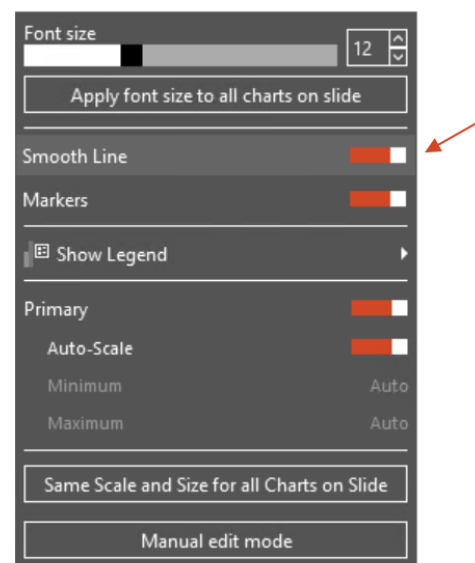 Font size
12
Apply font size to all charts on slide
Smooth Line
Markers
Show Legend
Primary
Auto-Scale
Minimum Auto
Maximum Auto
Same Scale and Size for all Charts on Slide
Manual edit mode